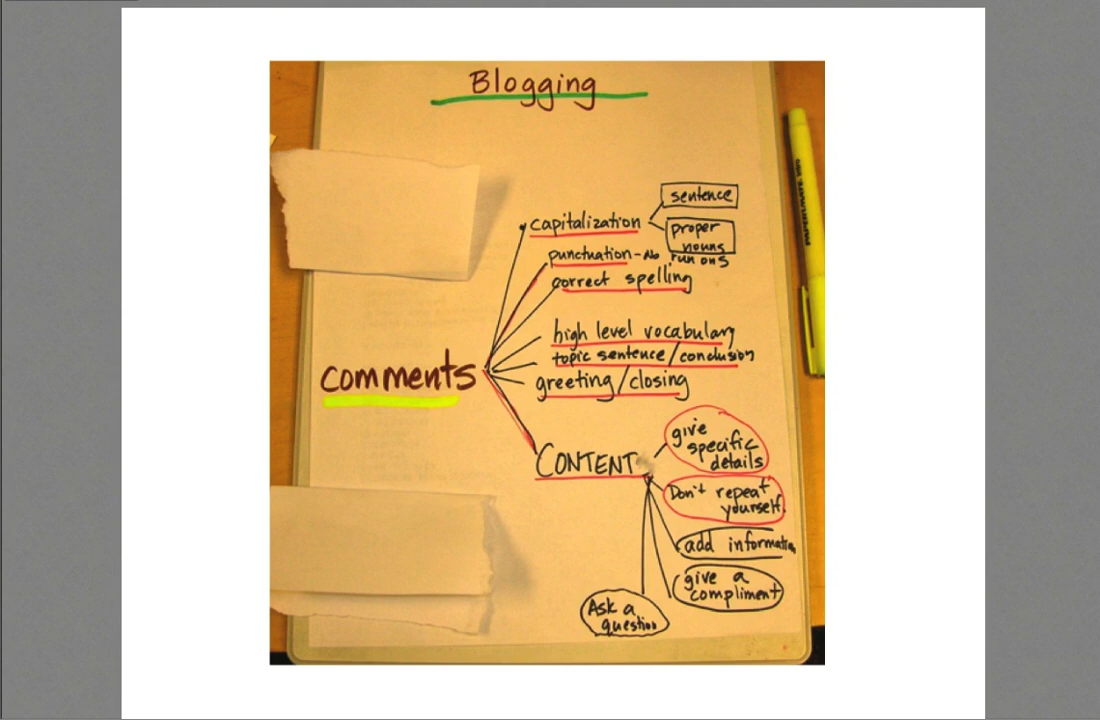 Blogging
sentence
capitalization
proper
nouns
punctuation - No run ons
correct spelling
high level vocabulary
topic sentence / conclusion
comments
greeting / closing
give
specific
details
CONTENT
Don't repeat
yourself
add information
give a
compliment
Ask a
question
PAPERMATE